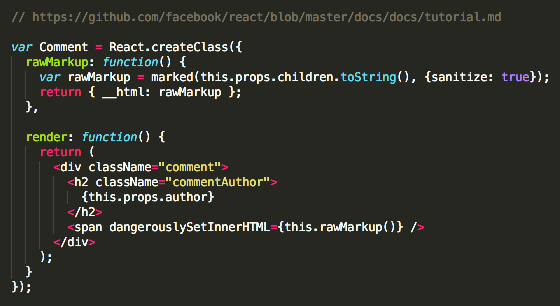 // https://github.com/facebook/react/blob/master/docs/docs/tutorial.md

var Comment = React.createClass({
  rawMarkup: function() {
    var rawMarkup = marked(this.props.children.toString(), {sanitize: true});
    return { __html: rawMarkup };
  },

  render: function() {
    return (
      <div className="comment">
        <h2 className="commentAuthor">
          {this.props.author}
        </h2>
        <span dangerouslySetInnerHTML={this.rawMarkup()} />
      </div>
    );
  }
});